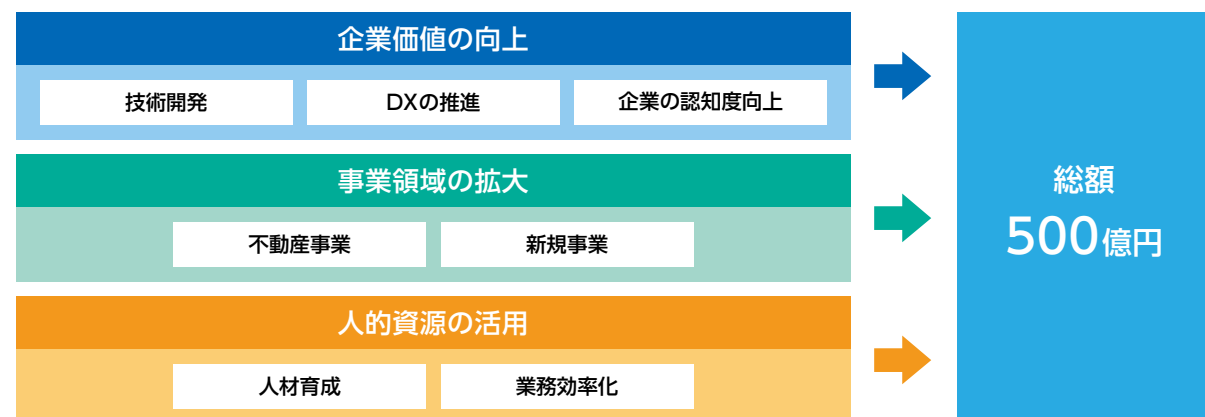 企業価値の向上
技術開発
DXの推進
企業の認知度向上
事業領域の拡大
不動産事業
新規事業
人的資源の活用
人材育成
業務効率化
総額
500億円